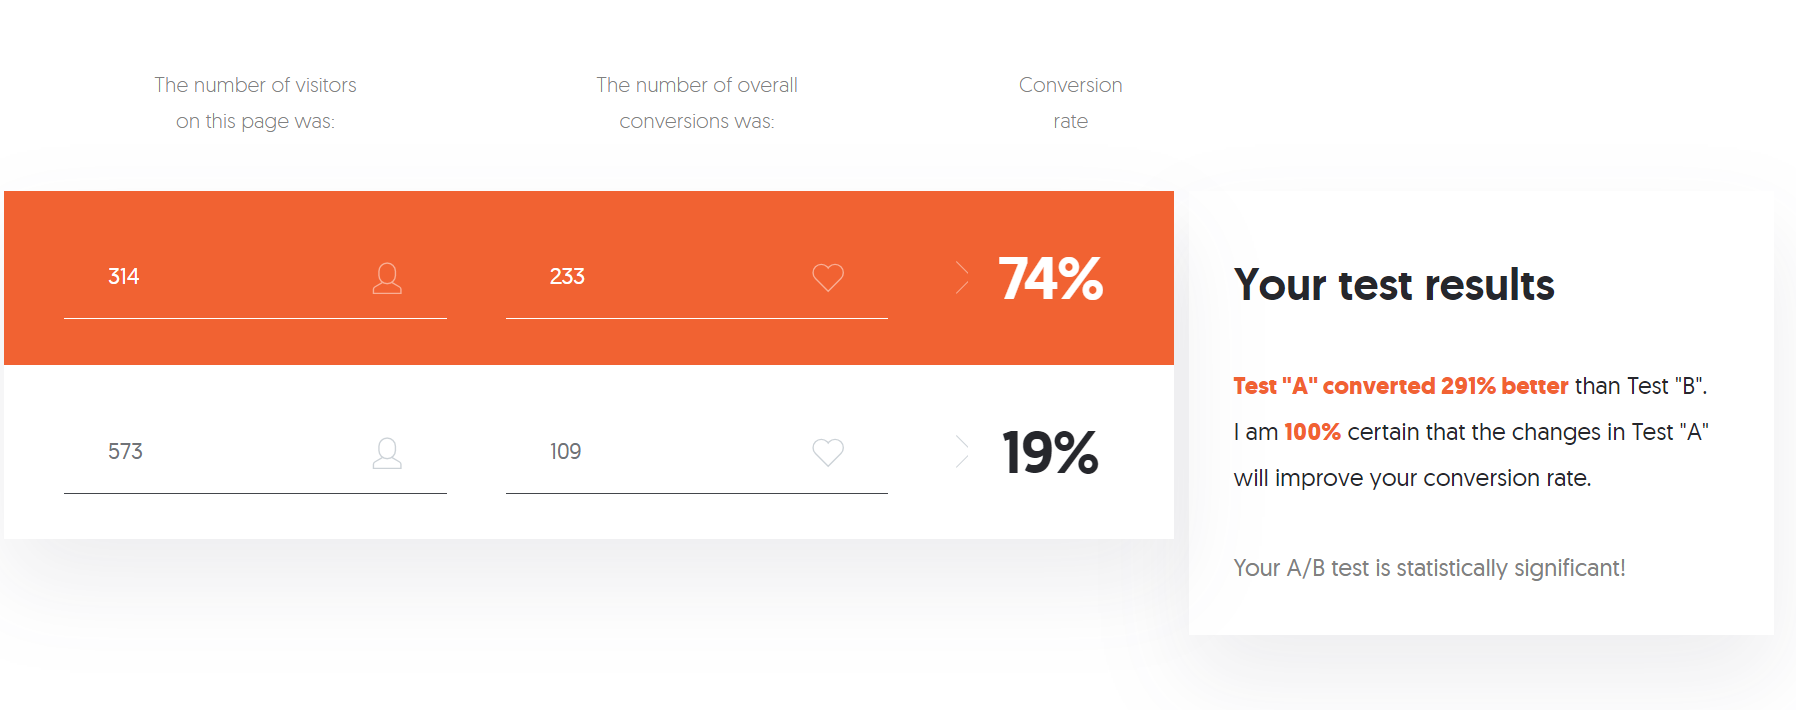 The number of visitors
on this page was:
The number of overall
conversions was:
Conversion
rate
314
233
74%
573
109
19%
Your test results
Test "A" converted 291% better than Test "B".
I am 100% certain that the changes in Test "A"
will improve your conversion rate.
Your A/B test is statistically significant!